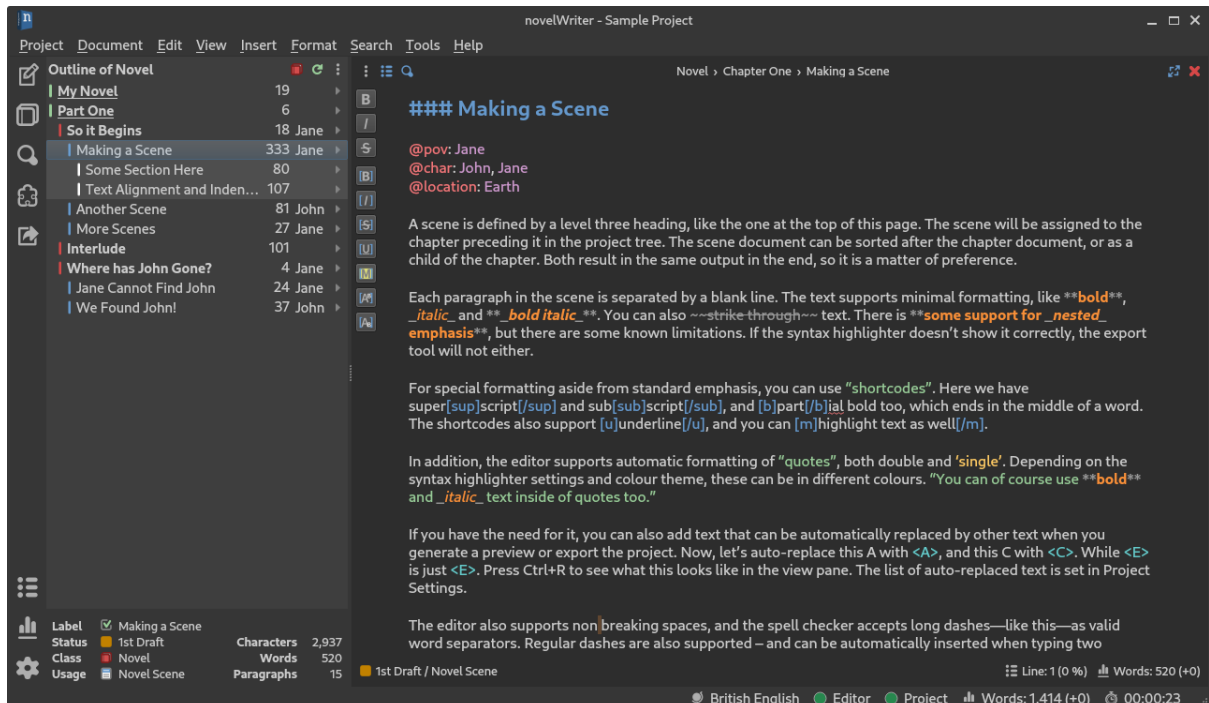 novelWriter - Sample Project
Project Document Edit View Insert Format Search Tools Help
Outline of Novel
My Novel 19
Part One 6
So it Begins 18 Jane
Making a Scene 333 Jane
Some Section Here 80
Text Alignment and Inden... 107
Another Scene 81 John
More Scenes 27 Jane
Interlude 101
Where has John Gone? 4 Jane
Jane Cannot Find John 24 Jane
We Found John! 37 John
Label Making a Scene
Status 1st Draft Characters 2,937
Class Novel Words 520
Usage Novel Scene Paragraphs 15
Novel › Chapter One › Making a Scene
B
I
S
[B]
[I]
[S]
[U]
[M]
### Making a Scene
@pov: Jane
@char: John, Jane
@location: Earth
A scene is defined by a level three heading, like the one at the top of this page. The scene will be assigned to the
chapter preceding it in the project tree. The scene document can be sorted after the chapter document, or as a
child of the chapter. Both result in the same output in the end, so it is a matter of preference.
Each paragraph in the scene is separated by a blank line. The text supports minimal formatting, like **bold**,
_italic_ and **_bold italic_**. You can also ~~strike through~~ text. There is **some support for _nested_
emphasis**, but there are some known limitations. If the syntax highlighter doesn’t show it correctly, the export
tool will not either.
For special formatting aside from standard emphasis, you can use “shortcodes”. Here we have
super[sup]script[/sup] and sub[sub]script[/sub], and [b]part[/b]ial bold too, which ends in the middle of a word.
The shortcodes also support [u]underline[/u], and you can [m]highlight text as well[/m].
In addition, the editor supports automatic formatting of “quotes”, both double and ‘single’. Depending on the
syntax highlighter settings and colour theme, these can be in different colours. “You can of course use **bold**
and _italic_ text inside of quotes too.”
If you have the need for it, you can also add text that can be automatically replaced by other text when you
generate a preview or export the project. Now, let’s auto-replace this A with <A>, and this C with <C>. While <E>
is just <E>. Press Ctrl+R to see what this looks like in the view pane. The list of auto-replaced text is set in Project
Settings.
The editor also supports non breaking spaces, and the spell checker accepts long dashes—like this—as valid
word separators. Regular dashes are also supported – and can be automatically inserted when typing two
1st Draft / Novel Scene
Line: 1 (0 %) Words: 520 (+0)
British English Editor Project Words: 1,414 (+0) 00:00:23